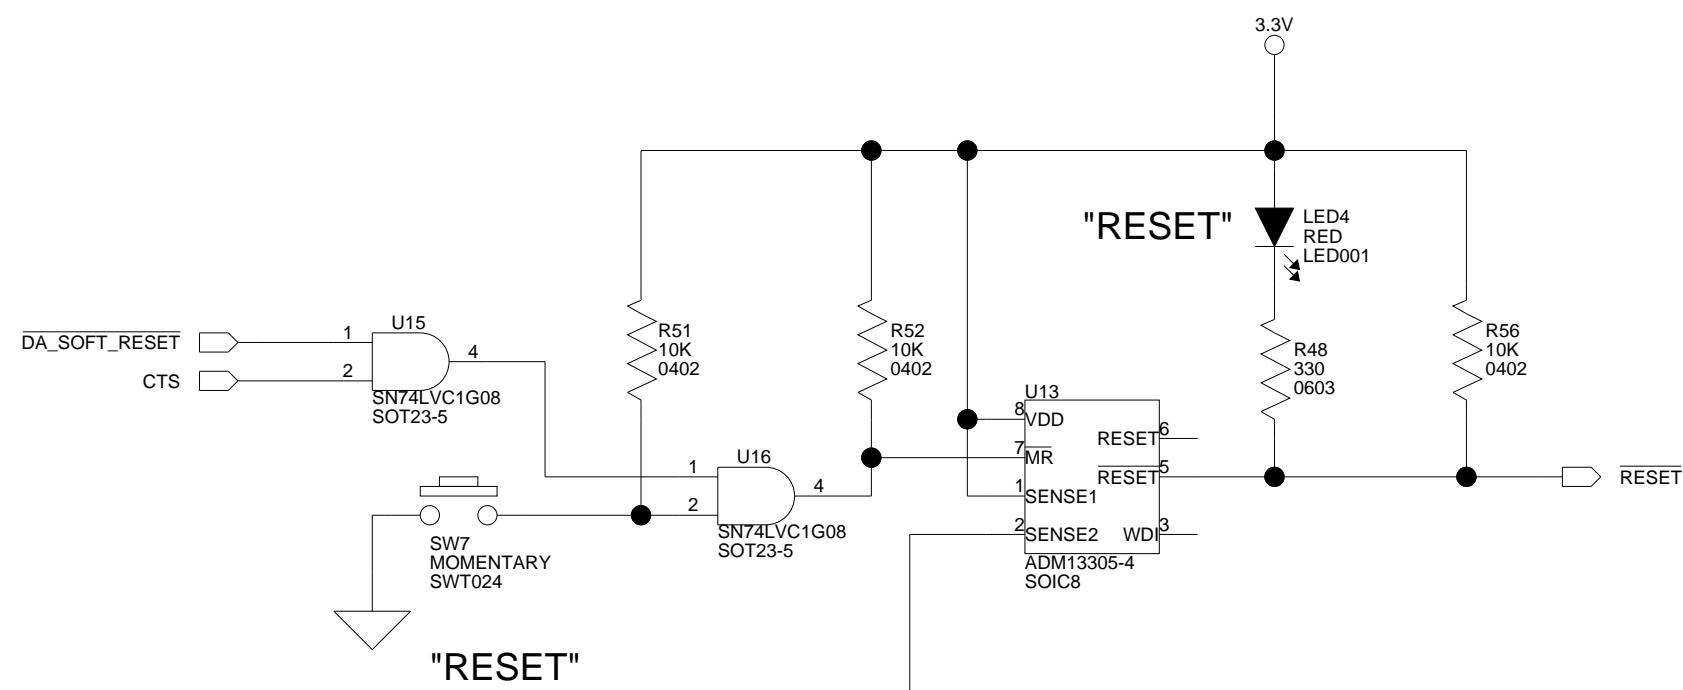 3.3V
"RESET"
LED4
RED
LED001
DA_SOFT_RESET
CTS
1
2
U15
4
SN74LVC1G08
SOT23-5
R51
10K
0402
R52
10K
0402
R48
330
0603
R56
10K
0402
U13
8
VDD
7
MR
1
SENSE1
2
SENSE2
RESET
6
RESET
5
WDI
3
ADM13305-4
SOIC8
RESET
U16
1
2
4
SN74LVC1G08
SOT23-5
SW7
MOMENTARY
SWT024
"RESET"